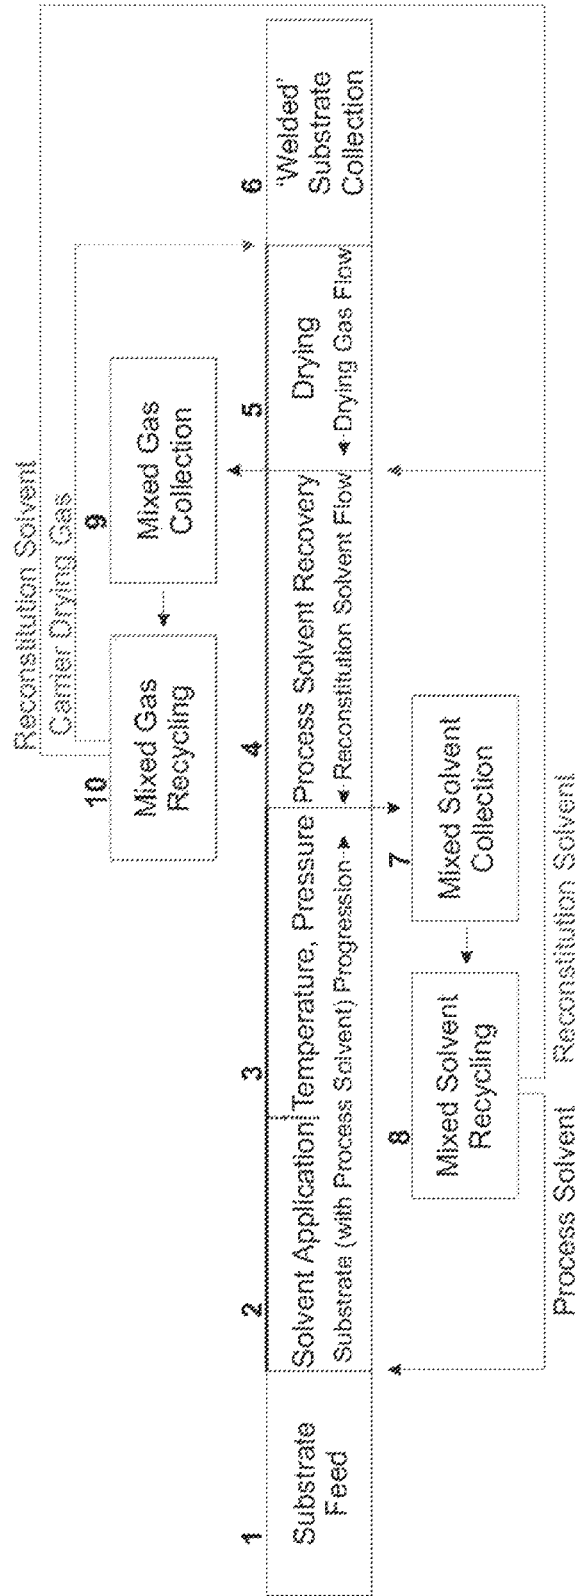 Reconstitution Solvent
Carrier Drying Gas
10
Mixed Gas
Recycling
9
Mixed Gas
Collection
1
Substrate
Feed
2
Solvent Application
3
Temperature, Pressure
Substrate (with Process Solvent) Progression
4
Process Solvent Recovery
Reconstitution Solvent Flow
5
Drying
Drying Gas Flow
6
'Welded'
Substrate
Collection
8
Mixed Solvent
Recycling
7
Mixed Solvent
Collection
Process Solvent
Reconstitution Solvent